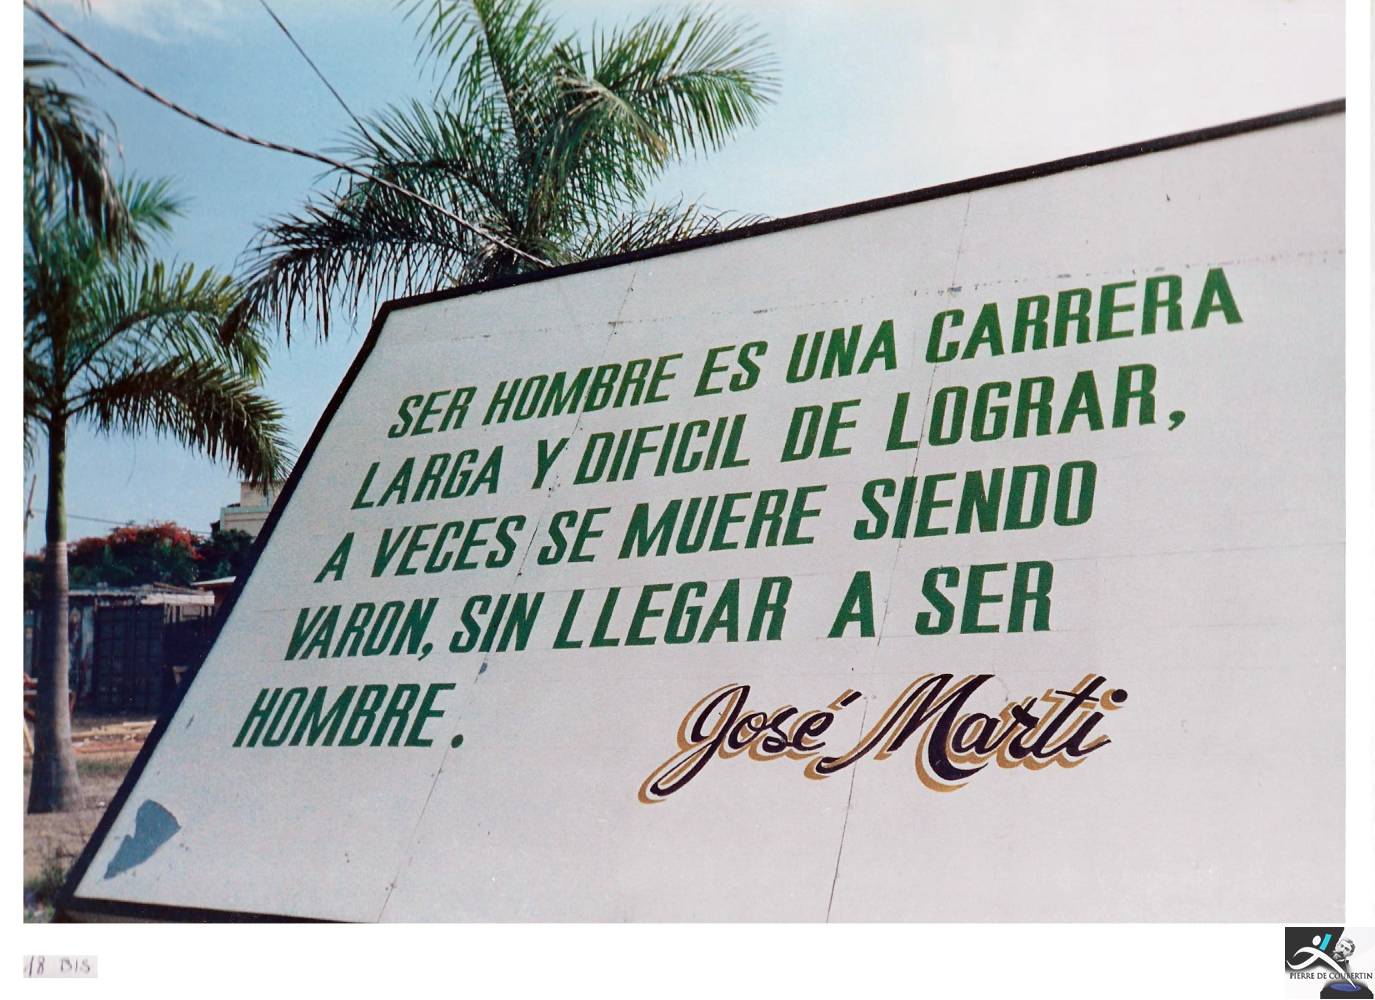 SER HOMBRE ES UNA CARRERA
LARGA Y DIFICIL DE LOGRAR,
A VECES SE MUERE SIENDO
VARON, SIN LLEGAR A SER
HOMBRE.
José Martí
18 BIS
PIERRE DE COUBERTIN